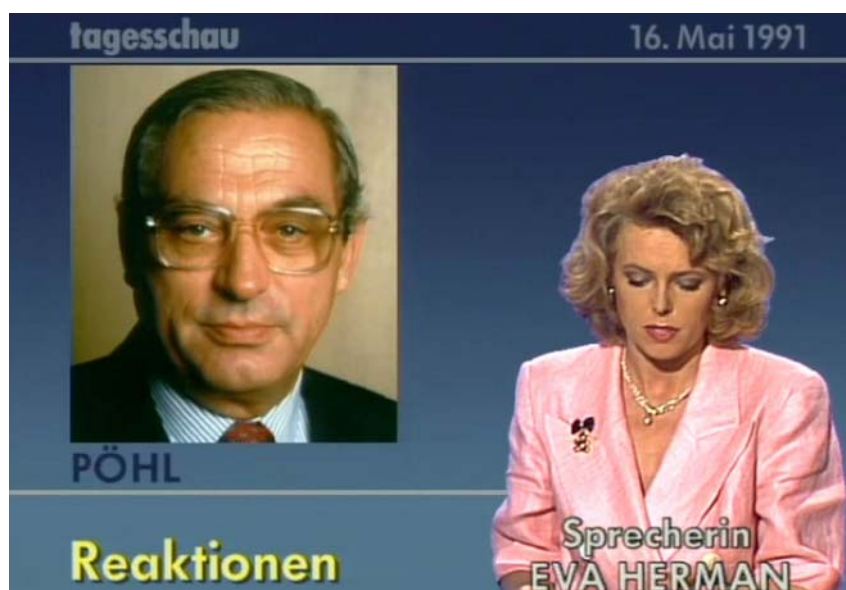 tagesschau
16. Mai 1991
PÖHL
Reaktionen
Sprecherin
EVA HERMAN